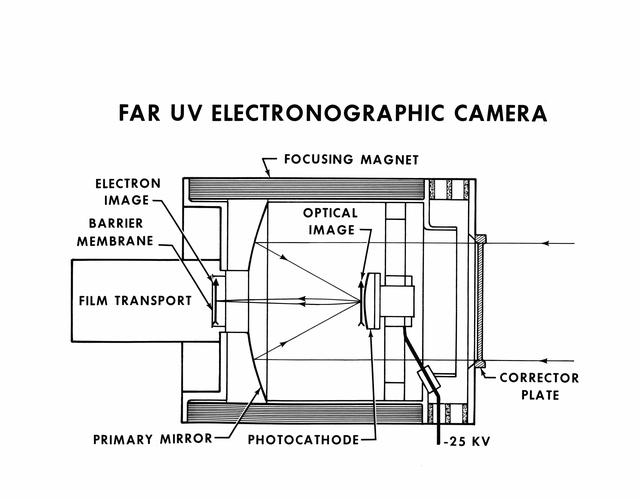 FAR UV ELECTRONOGRAPHIC CAMERA
FOCUSING MAGNET
ELECTRON
IMAGE
BARRIER
MEMBRANE
OPTICAL
IMAGE
FILM TRANSPORT
CORRECTOR
PLATE
PRIMARY MIRROR
PHOTOCATHODE
-25 KV